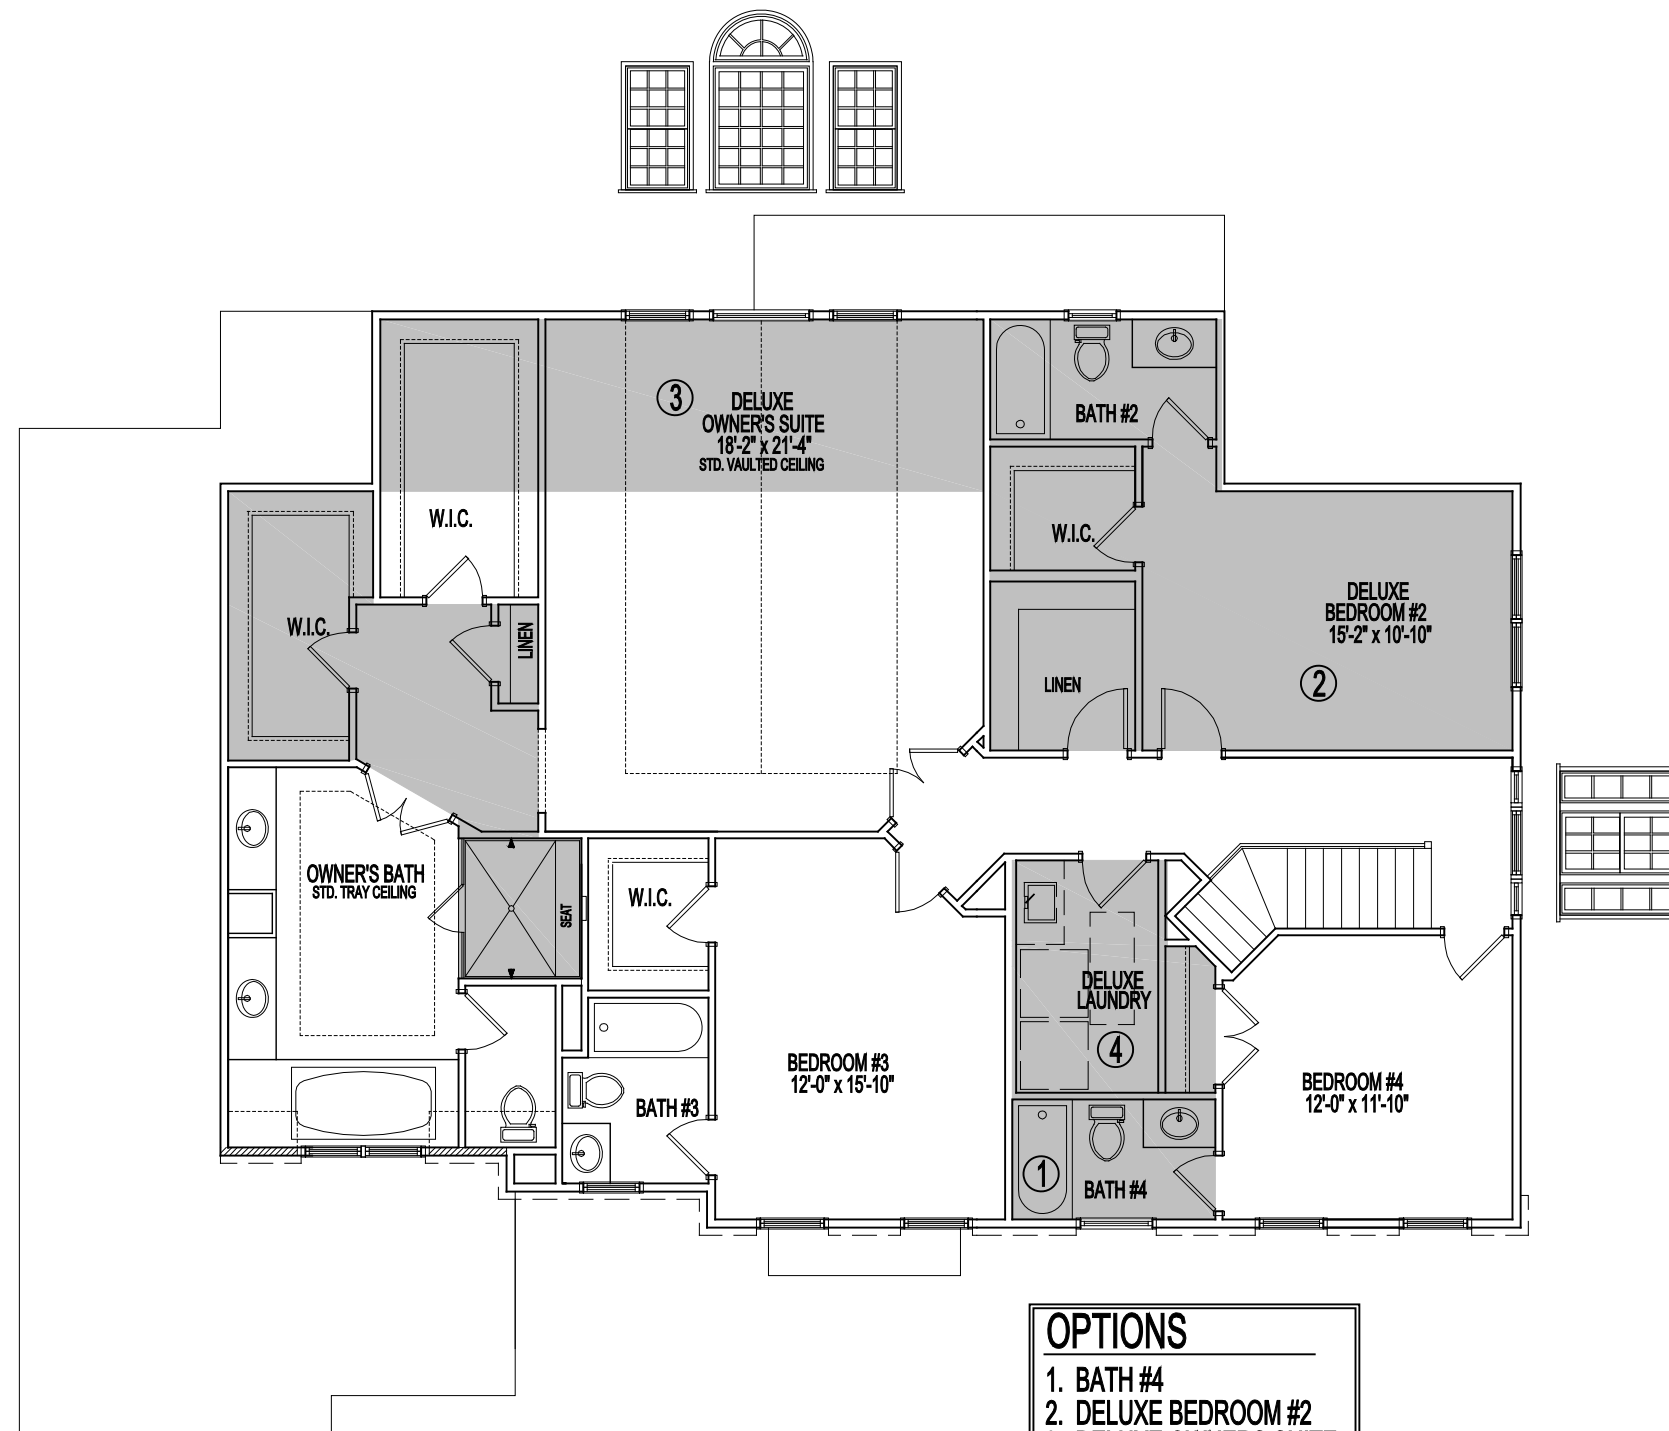 3
DELUXE
OWNER'S SUITE
18'-2" x 21'-4"
STD. VAULTED CEILING
BATH #2
W.I.C.
W.I.C.
DELUXE
BEDROOM #2
15'-2" x 10'-10"
W.I.C.
LINEN
LINEN
2
OWNER'S BATH
STD. TRAY CEILING
W.I.C.
SEAT
DELUXE
LAUNDRY
4
BEDROOM #3
12'-0" x 15'-10"
BEDROOM #4
12'-0" x 11'-10"
BATH #3
1
BATH #4
OPTIONS
1. BATH #4
2. DELUXE BEDROOM #2